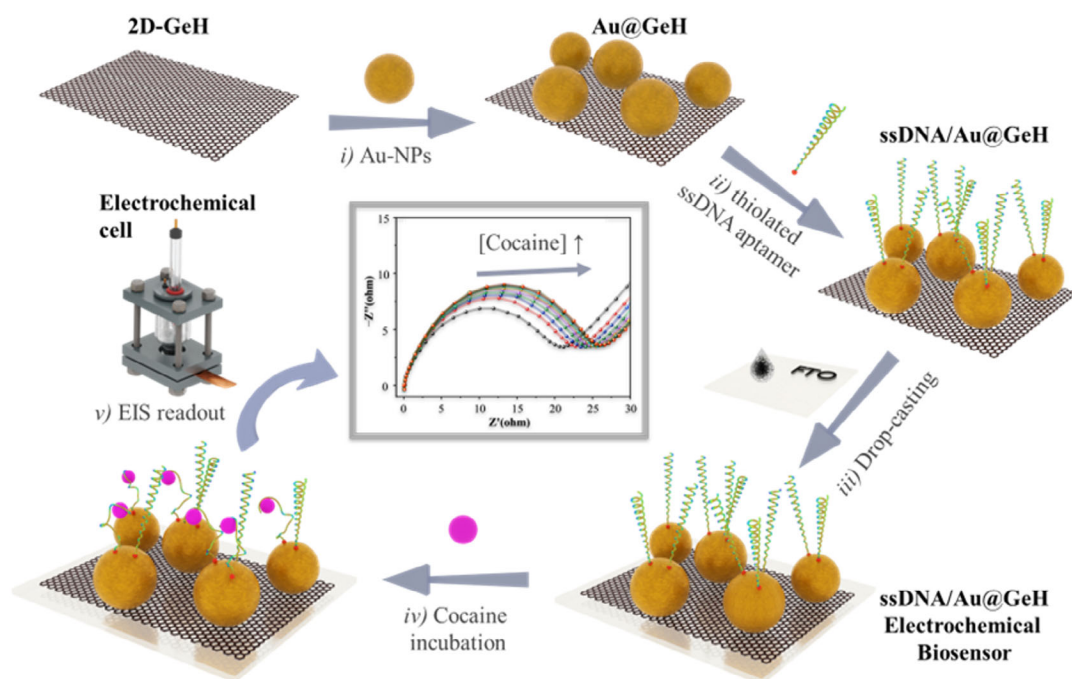 2D-GeH
Au@GeH
i) Au-NPs
ssDNA/Au@GeH
ii) thiolated
ssDNA aptamer
Electrochemical
cell
15
10
5
0
-Z''(ohm)
[Cocaine] ↑
0
5
10
15
20
25
30
Z'(ohm)
FTO
iii) Drop-casting
v) EIS readout
iv) Cocaine
incubation
ssDNA/Au@GeH
Electrochemical
Biosensor